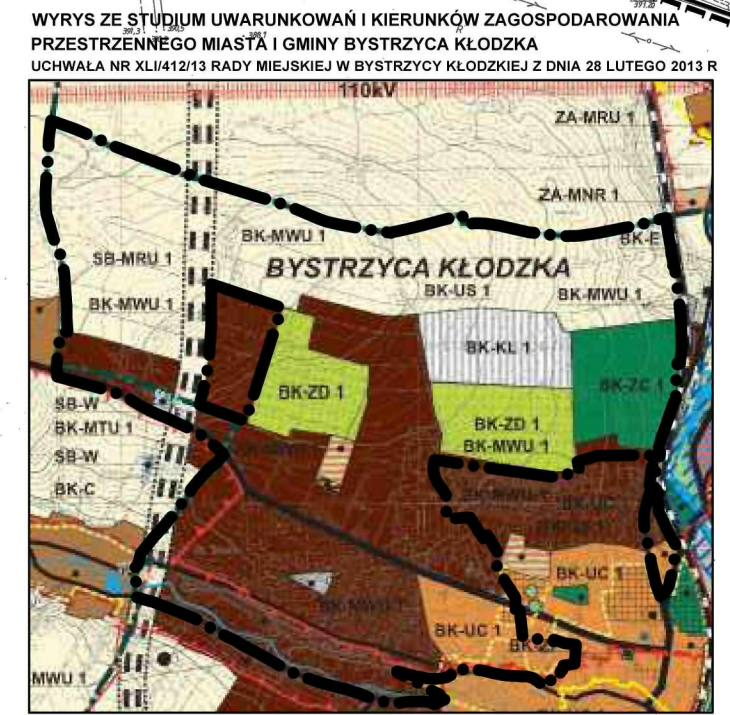 WYRYS ZE STUDIUM UWARUNKOWAŃ I KIERUNKÓW ZAGOSPODAROWANIA
PRZESTRZENNEGO MIASTA I GMINY BYSTRZYCA KŁODZKA
UCHWAŁA NR XLI/412/13 RADY MIEJSKIEJ W BYSTRZYCY KŁODZKIEJ Z DNIA 28 LUTEGO 2013 R
110kV
ZA-MRU 1
ZA-MNR 1
BK-MWU 1
BK-E
SB-MRU 1
BYSTRZYCA KŁODZKA
BK-US 1
BK-MWU 1
BK-MWU 1
BK-KL 1
BK-ZC 1
BK-ZD 1
SB-W
BK-ZD 1
BK-MTU 1
BK-MWU 1
SB-W
BK-C
BK-MWU 1
BK-UC
BK-UC 1
BK-MWU 1
BK-UC 1
MWU 1